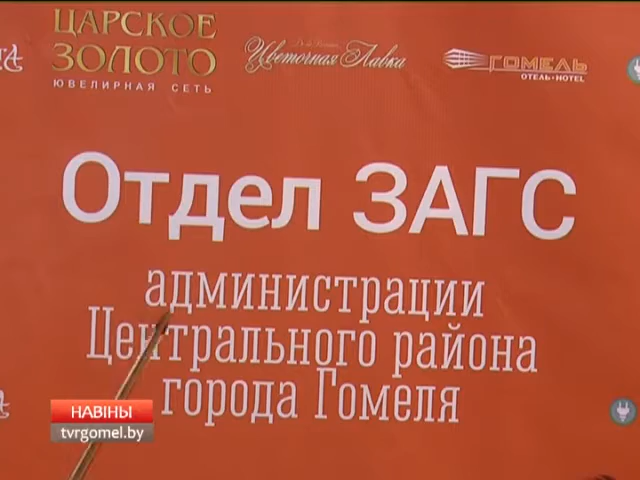 ЦАРСКОЕ
ЗОЛОТО
ЮВЕЛИРНАЯ СЕТЬ
Цветочная Лавка
ГОМЕЛЬ
ОТЕЛЬ•HOTEL
Отдел ЗАГС
администрации
Центрального района
города Гомеля
НАВІНЫ
tvrgomel.by